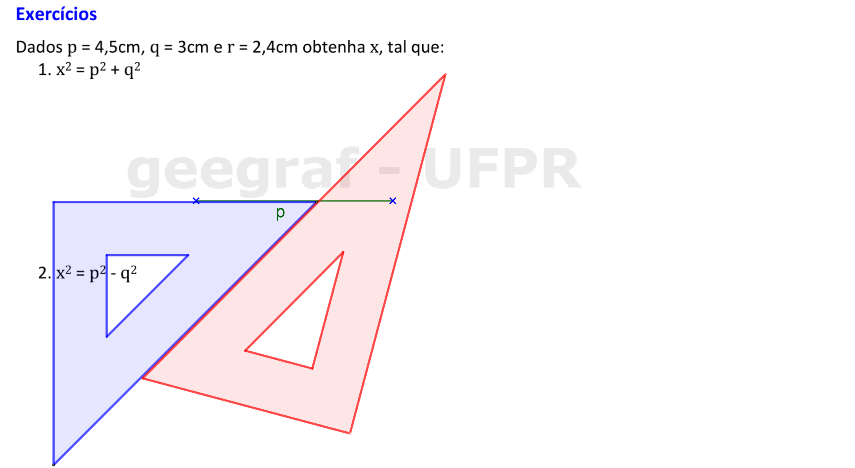 Exercícios
Dados p = 4,5cm, q = 3cm e r = 2,4cm obtenha x, tal que:
1. x² = p² + q²
geegraf - UFPR
p
2. x² = p² - q²